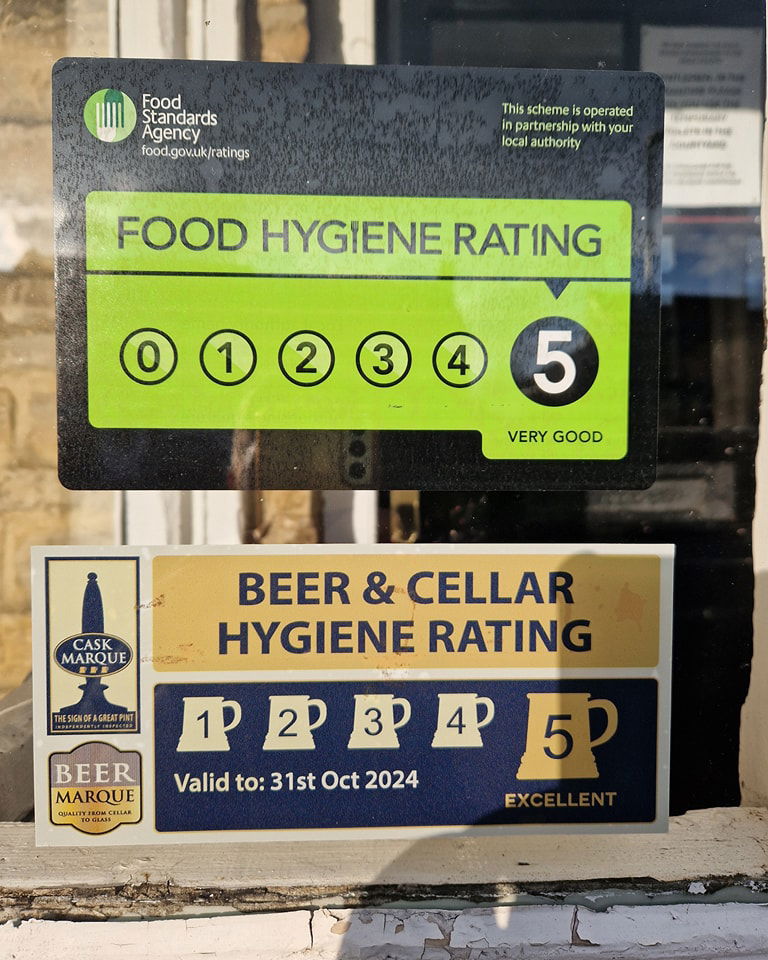 Food
Standards
Agency
food.gov.uk/ratings
This scheme is operated
in partnership with your
local authority
FOOD HYGIENE RATING
0 1 2 3 4 5
VERY GOOD
CASK
MARQUE
THE SIGN OF A GREAT PINT
INDEPENDENTLY INSPECTED
BEER & CELLAR
HYGIENE RATING
1 2 3 4 5
Valid to: 31st Oct 2024
EXCELLENT
BEER
MARQUE
QUALITY FROM CELLAR
TO GLASS